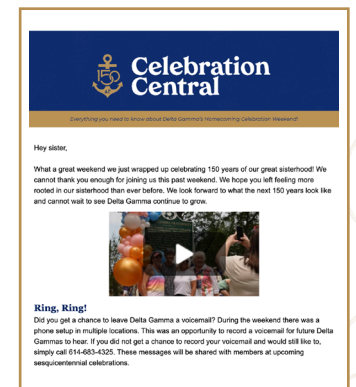 150
Celebration
Central
Everything you need to know about Delta Gamma's Homecoming Celebration Weekend!
Hey sister,
What a great weekend we just wrapped up celebrating 150 years of our great sisterhood! We
cannot thank you enough for joining us this past weekend. We hope you left feeling more
rooted in our sisterhood than ever before. We look forward to what the next 150 years look like
and cannot wait to see Delta Gamma continue to grow.
Ring, Ring!
Did you get a chance to leave Delta Gamma a voicemail? During the weekend there was a
phone setup in multiple locations. This was an opportunity to record a voicemail for future Delta
Gammas to hear. If you did not get a chance to record your voicemail and would still like to,
simply call 614-683-4325. These messages will be shared with members at upcoming
sesquicentennial celebrations.